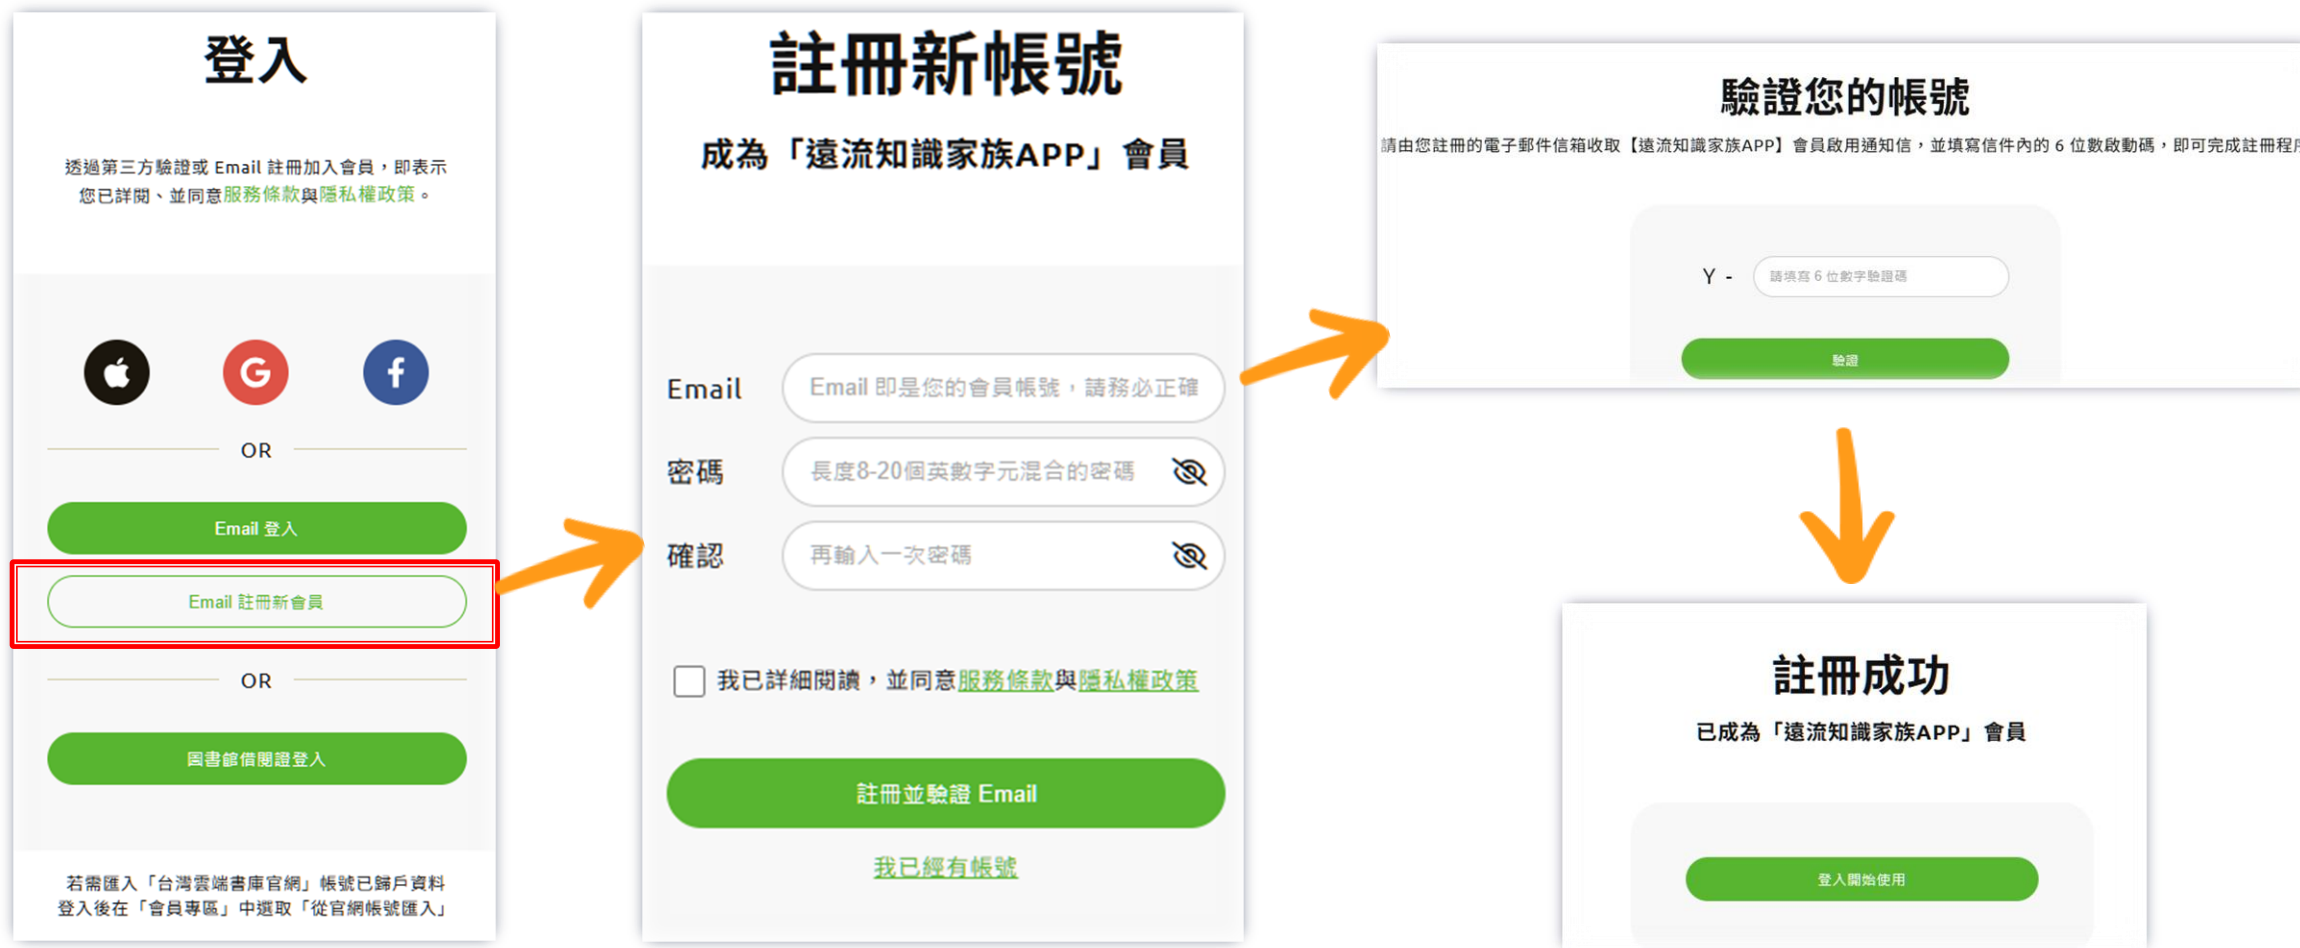 登入
透過第三方驗證或 Email 註冊加入會員，即表示
您已詳閱、並同意服務條款與隱私權政策。
OR
Email 登入
Email 註冊新會員
OR
圖書館借閱證登入
若需匯入「台灣雲端書庫官網」帳號已歸戶資料
登入後在「會員專區」中選取「從官網帳號匯入」
註冊新帳號
成為「遠流知識家族APP」會員
Email
Email 即是您的會員帳號，請務必正確
密碼
長度8-20個英數字元混合的密碼
確認
再輸入一次密碼
我已詳細閱讀，並同意服務條款與隱私權政策
註冊並驗證 Email
我已經有帳號
驗證您的帳號
請由您註冊的電子郵件信箱收取【遠流知識家族APP】會員啟用通知信，並填寫信件內的 6 位數啟動碼，即可完成註冊程序
Y -
請填寫 6 位數字驗證碼
驗證
註冊成功
已成為「遠流知識家族APP」會員
登入開始使用